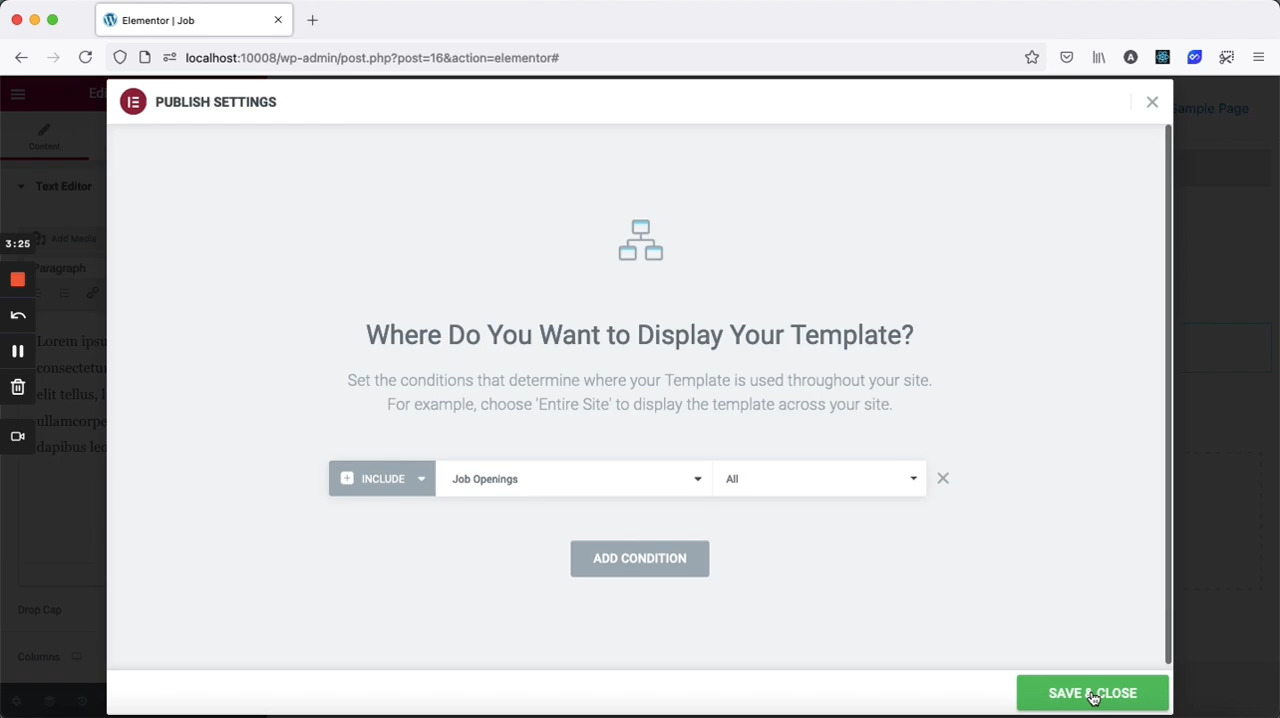 Elementor | Job
localhost:10008/wp-admin/post.php?post=16&action=elementor#
Edi
PUBLISH SETTINGS
Sample Page
Content
Text Editor
3:25
Add Media
Paragraph
Lorem ipsu
consectetu
elit tellus, l
ullamcorpe
dapibus leo
Where Do You Want to Display Your Template?
Set the conditions that determine where your Template is used throughout your site.
For example, choose 'Entire Site' to display the template across your site.
INCLUDE
Job Openings
All
ADD CONDITION
Drop Cap
Columns
SAVE & CLOSE